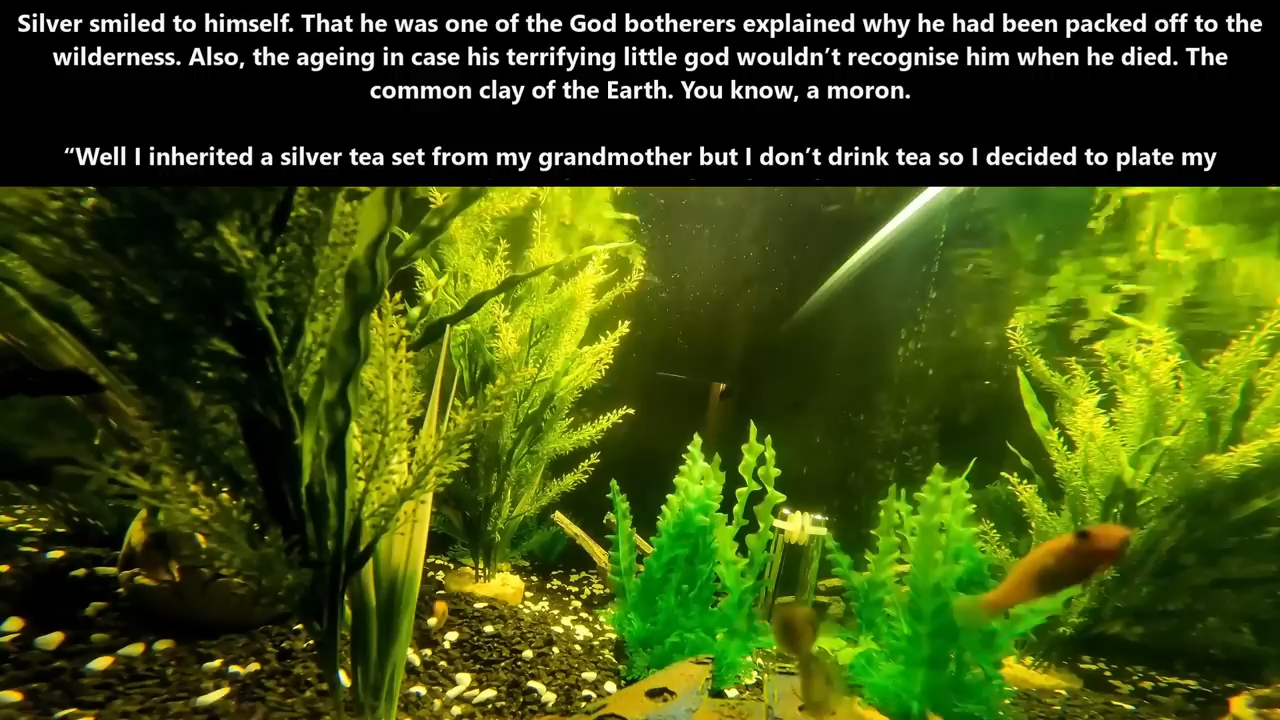 Silver smiled to himself. That he was one of the God botherers explained why he had been packed off to the
wilderness. Also, the ageing in case his terrifying little god wouldn’t recognise him when he died. The
common clay of the Earth. You know, a moron.
“Well I inherited a silver tea set from my grandmother but I don’t drink tea so I decided to plate my